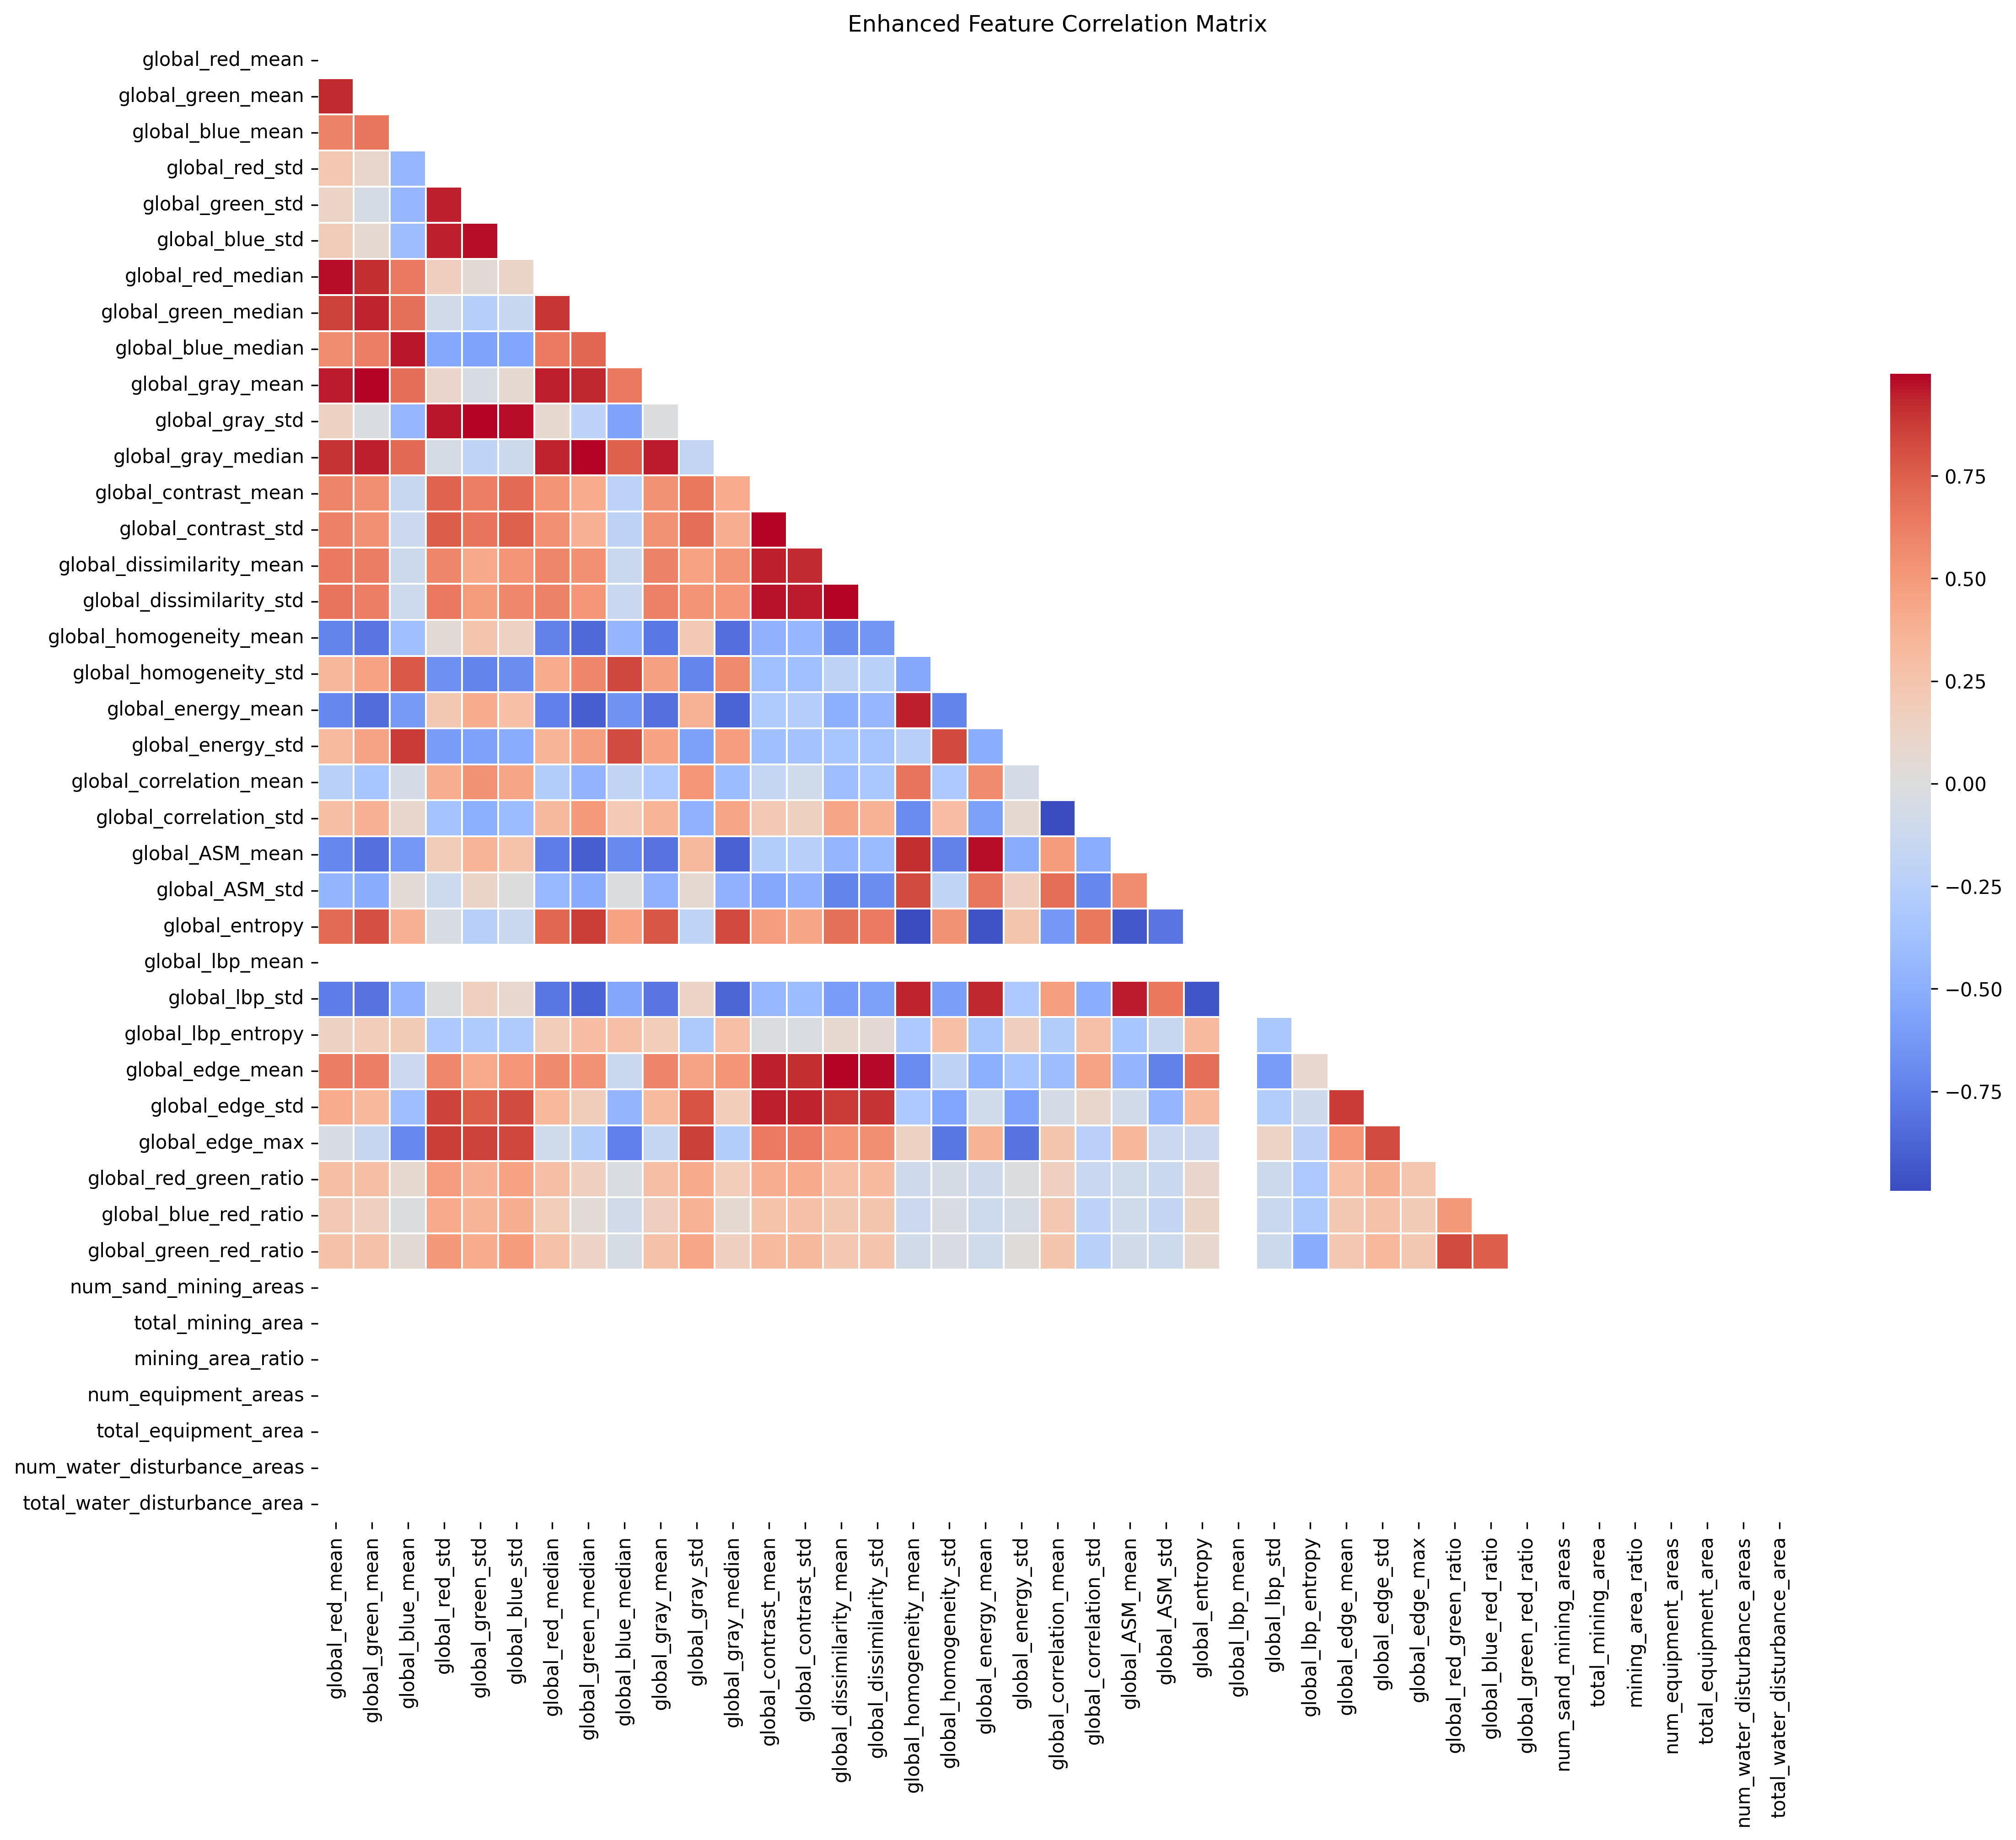 Enhanced Feature Correlation Matrix
global_red_mean
global_green_mean
global_blue_mean
global_red_std
global_green_std
global_blue_std
global_red_median
global_green_median
global_blue_median
global_gray_mean
global_gray_std
global_gray_median
global_contrast_mean
global_contrast_std
global_dissimilarity_mean
global_dissimilarity_std
global_homogeneity_mean
global_homogeneity_std
global_energy_mean
global_energy_std
global_correlation_mean
global_correlation_std
global_ASM_mean
global_ASM_std
global_entropy
global_lbp_mean
global_lbp_std
global_lbp_entropy
global_edge_mean
global_edge_std
global_edge_max
global_red_green_ratio
global_blue_red_ratio
global_green_red_ratio
num_sand_mining_areas
total_mining_area
mining_area_ratio
num_equipment_areas
total_equipment_area
num_water_disturbance_areas
total_water_disturbance_area
global_red_mean
global_green_mean
global_blue_mean
global_red_std
global_green_std
global_blue_std
global_red_median
global_green_median
global_blue_median
global_gray_mean
global_gray_std
global_gray_median
global_contrast_mean
global_contrast_std
global_dissimilarity_mean
global_dissimilarity_std
global_homogeneity_mean
global_homogeneity_std
global_energy_mean
global_energy_std
global_correlation_mean
global_correlation_std
global_ASM_mean
global_ASM_std
global_entropy
global_lbp_mean
global_lbp_std
global_lbp_entropy
global_edge_mean
global_edge_std
global_edge_max
global_red_green_ratio
global_blue_red_ratio
global_green_red_ratio
num_sand_mining_areas
total_mining_area
mining_area_ratio
num_equipment_areas
total_equipment_area
num_water_disturbance_areas
total_water_disturbance_area
0.75
0.50
0.25
0.00
−0.25
−0.50
−0.75